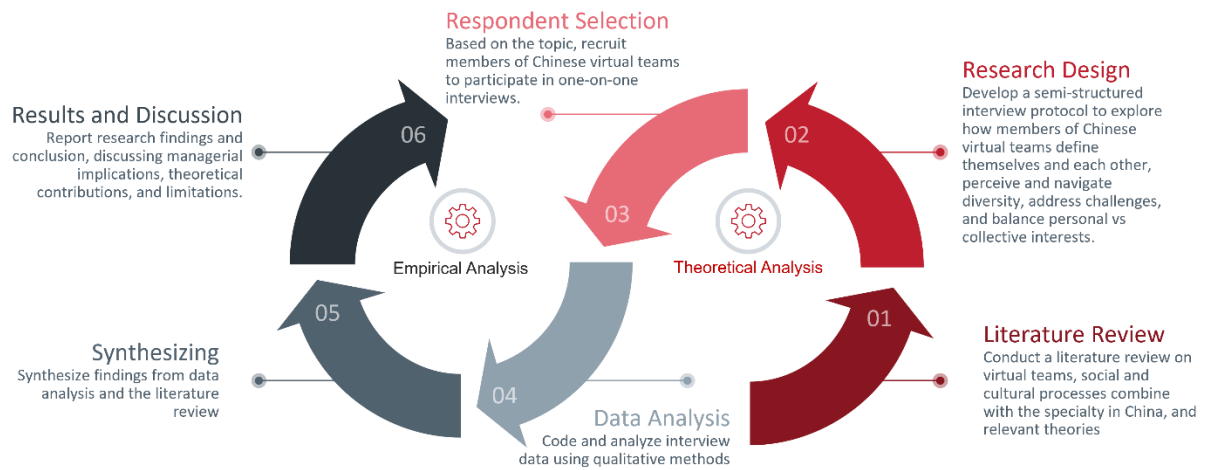 Respondent Selection
Based on the topic, recruit
members of Chinese virtual teams
to participate in one-on-one
interviews.
Research Design
Develop a semi-structured
interview protocol to explore
how members of Chinese
virtual teams define
themselves and each other,
perceive and navigate
diversity, address challenges,
and balance personal vs
collective interests.
Results and Discussion
Report research findings and
conclusion, discussing managerial
implications, theoretical
contributions, and limitations.
06
02
03
Empirical Analysis
Theoretical Analysis
05
01
Literature Review
Conduct a literature review on
virtual teams, social and
cultural processes combine
with the specialty in China, and
relevant theories
Synthesizing
Synthesize findings from data
analysis and the literature
review
04
Data Analysis
Code and analyze interview
data using qualitative methods